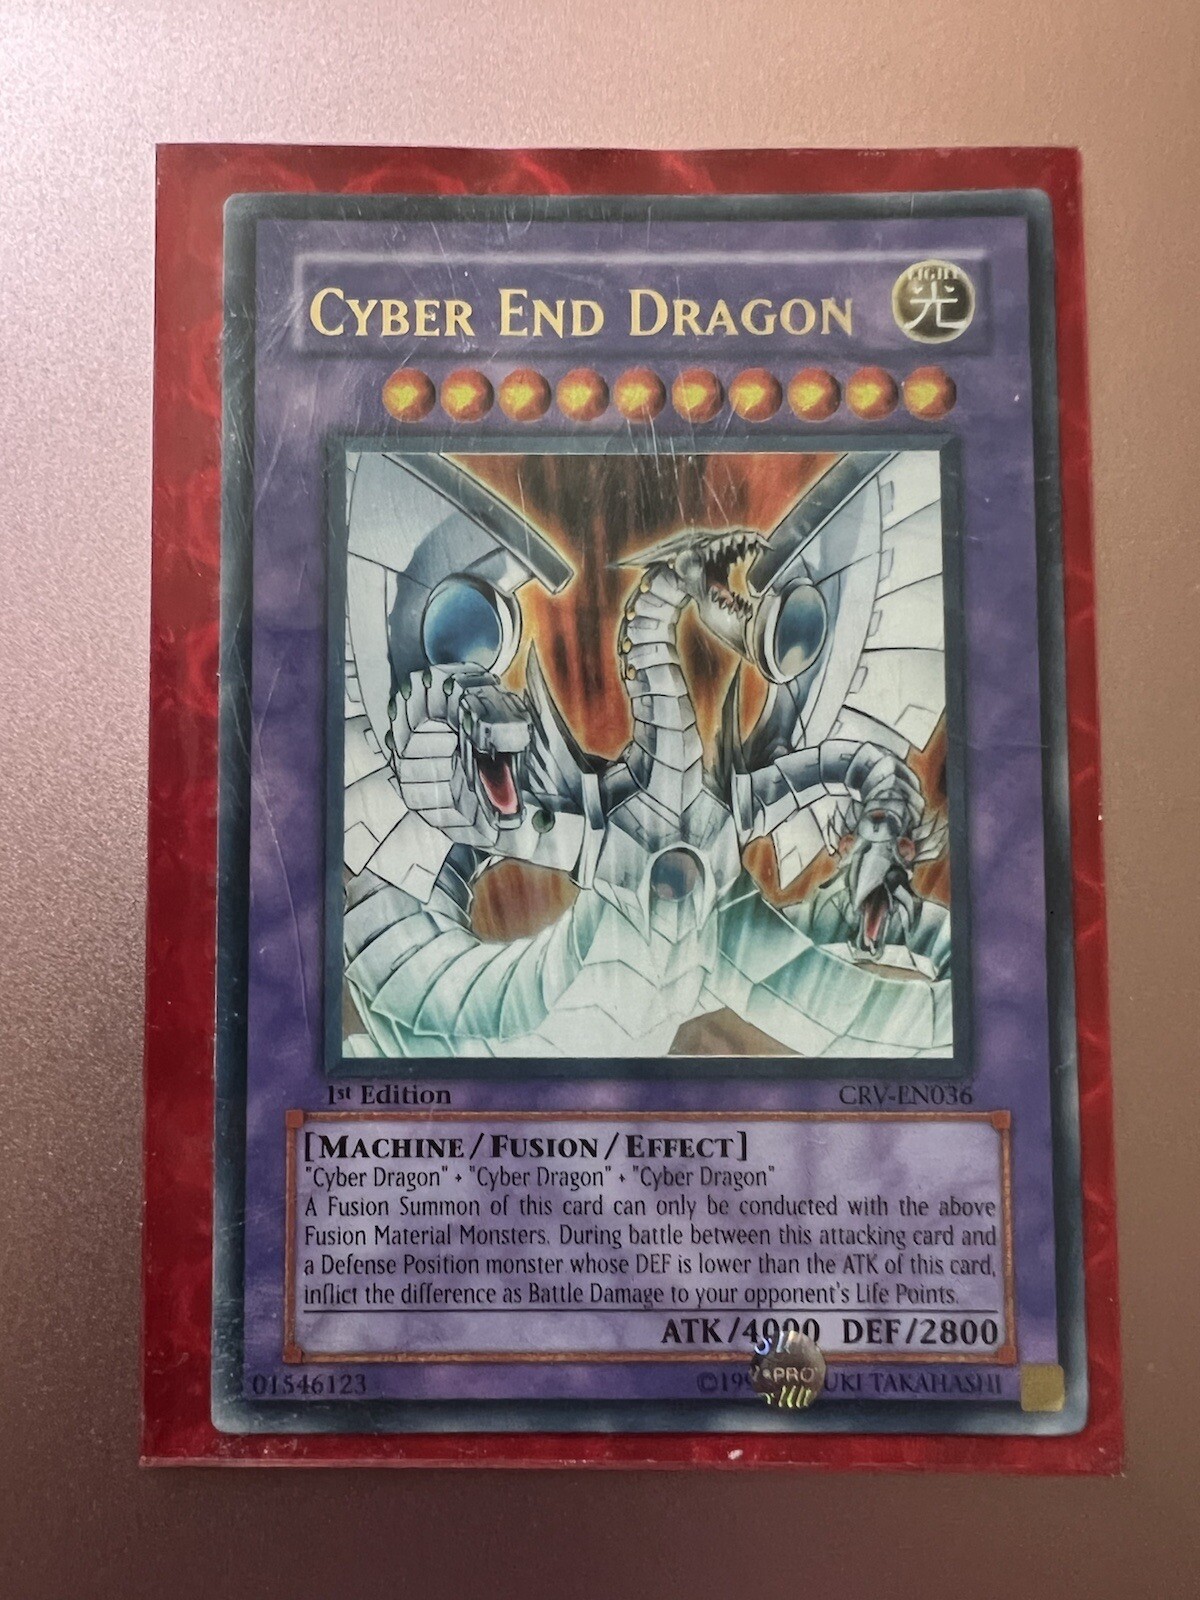 CYBER END DRAGON
LIGHT
光
1st Edition
CRV-EN036
[MACHINE/FUSION/EFFECT]
"Cyber Dragon" + "Cyber Dragon" + "Cyber Dragon"
A Fusion Summon of this card can only be conducted with the above
Fusion Material Monsters. During battle between this attacking card and
a Defense Position monster whose DEF is lower than the ATK of this card,
inflict the difference as Battle Damage to your opponent's Life Points.
ATK/4000 DEF/2800
PRO
01546123
TAKAHASHI